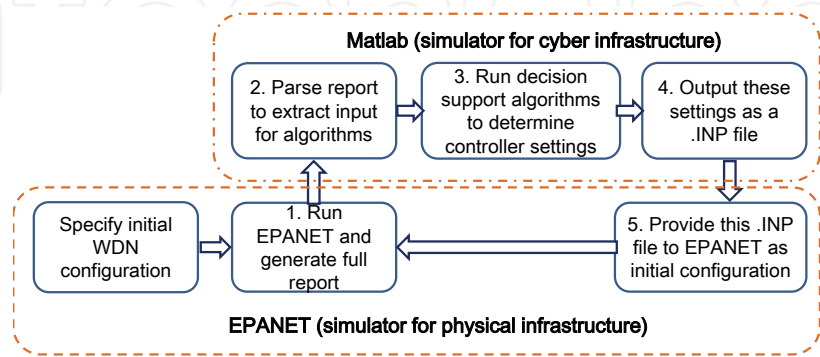 Matlab (simulator for cyber infrastructure)
2. Parse report
to extract input
for algorithms
3. Run decision
support algorithms
to determine
controller settings
4. Output these
settings as a
.INP file
Specify initial
WDN
configuration
1. Run
EPANET and
generate full
report
5. Provide this .INP
file to EPANET as
initial configuration
EPANET (simulator for physical infrastructure)